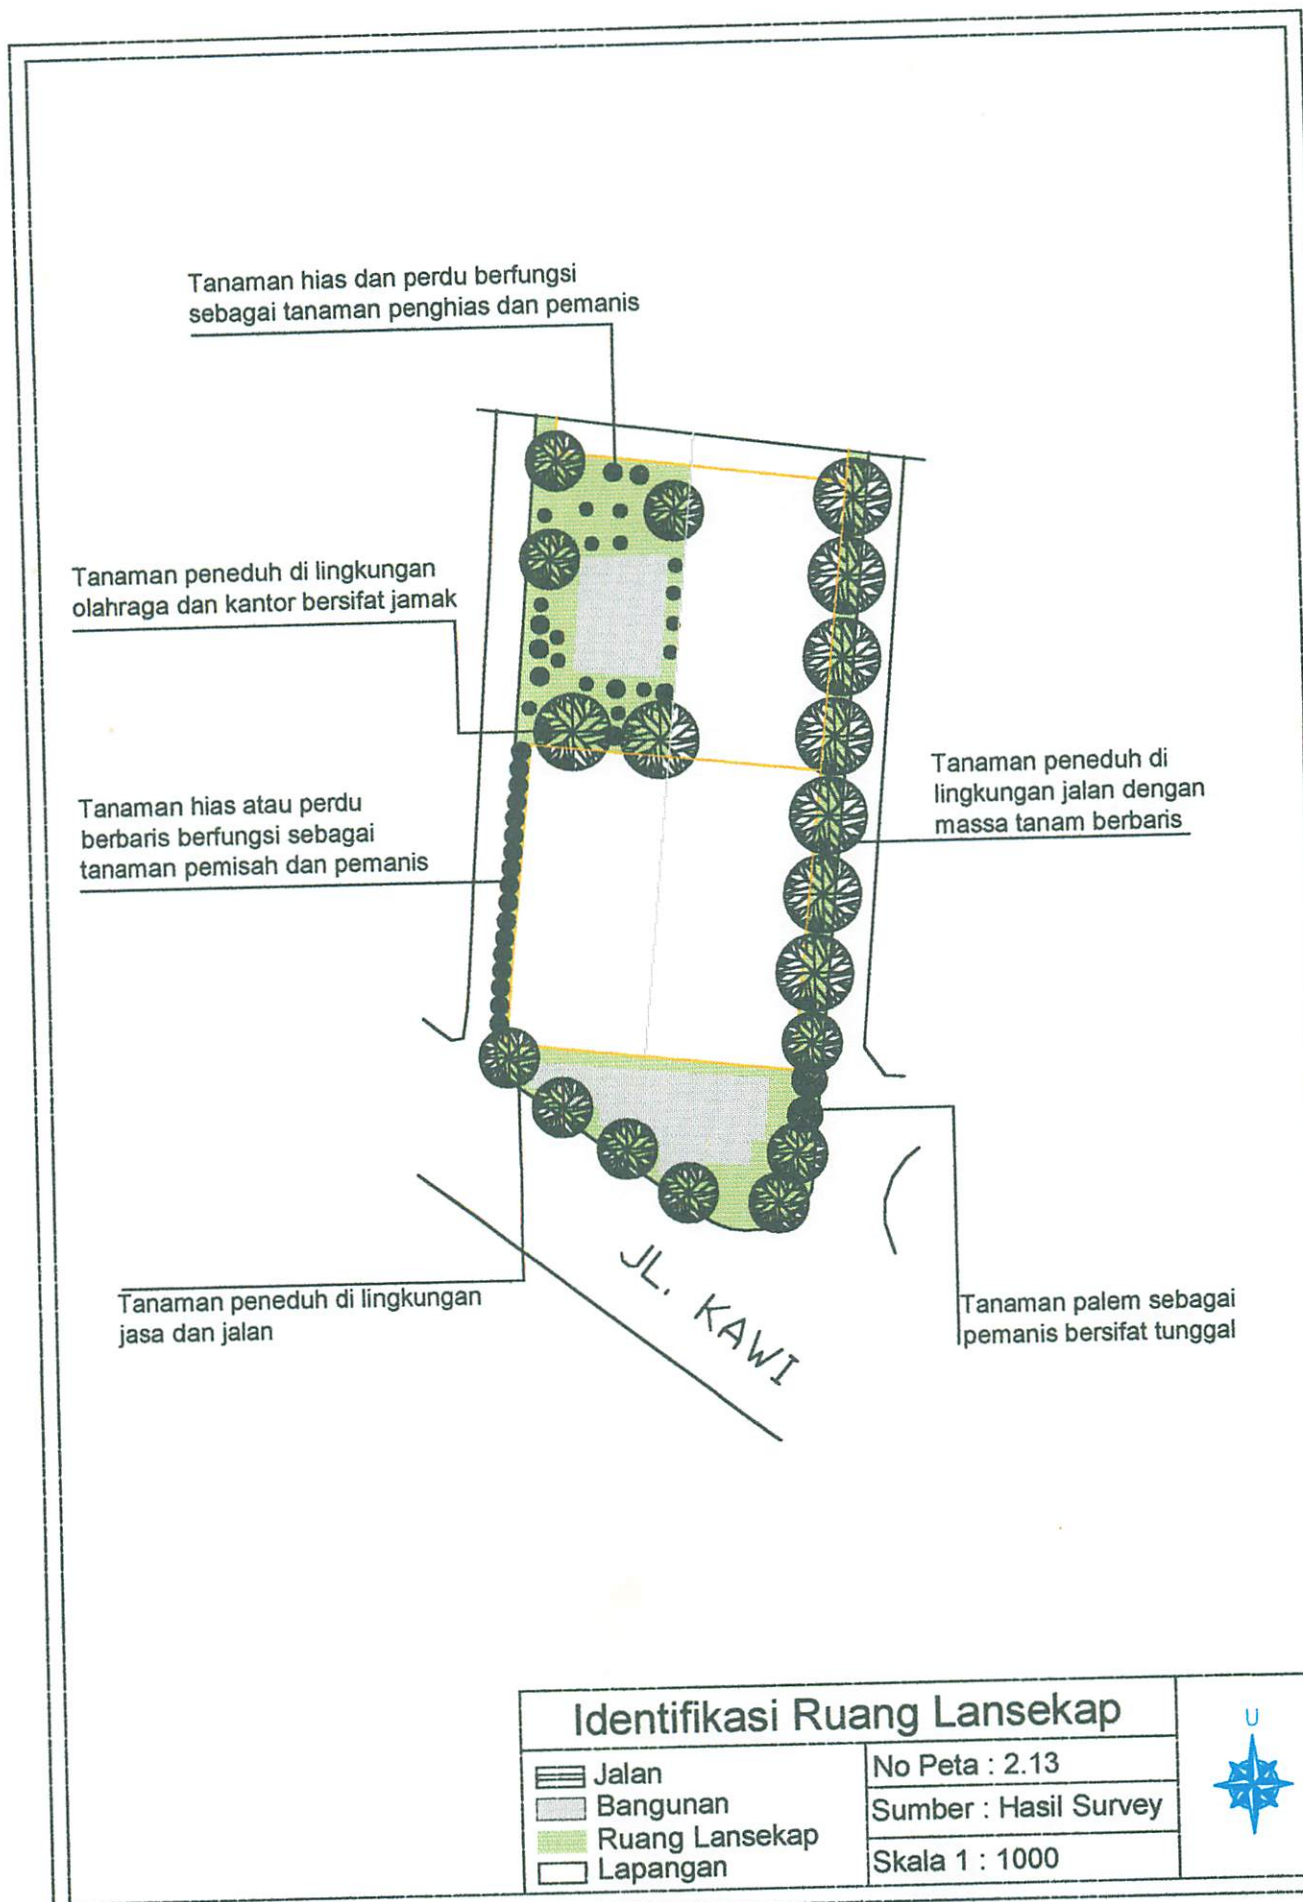 Tanaman hias dan perdu berfungsi
sebagai tanaman penghias dan pemanis
Tanaman peneduh di lingkungan
olahraga dan kantor bersifat jamak
Tanaman hias atau perdu
berbaris berfungsi sebagai
tanaman pemisah dan pemanis
Tanaman peneduh di
lingkungan jalan dengan
massa tanam berbaris
Tanaman peneduh di lingkungan
jasa dan jalan
JL. KAWI
Tanaman palem sebagai
pemanis bersifat tunggal
Identifikasi Ruang Lansekap
Jalan
Bangunan
Ruang Lansekap
Lapangan
No Peta : 2.13
Sumber : Hasil Survey
Skala 1 : 1000
U